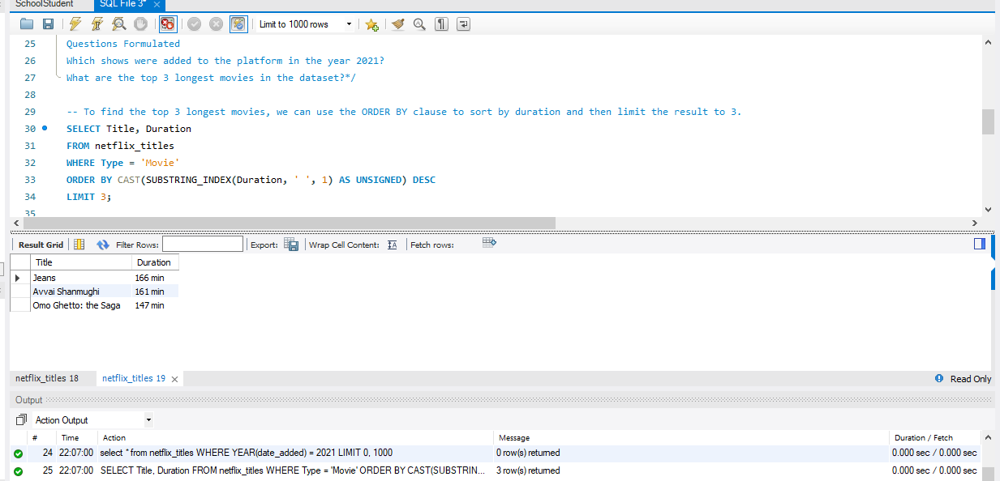 SchoolStudent SQL File 3*
Limit to 1000 rows
25 Questions Formulated
26 Which shows were added to the platform in the year 2021?
27 What are the top 3 longest movies in the dataset?*/
28
29 -- To find the top 3 longest movies, we can use the ORDER BY clause to sort by duration and then limit the result to 3.
30 SELECT Title, Duration
31 FROM netflix_titles
32 WHERE Type = 'Movie'
33 ORDER BY CAST(SUBSTRING_INDEX(Duration, ' ', 1) AS UNSIGNED) DESC
34 LIMIT 3;
35
Result Grid Filter Rows: Export: Wrap Cell Content: Fetch rows:
Title Duration
Jeans 166 min
Avvai Shanmughi 161 min
Omo Ghetto: the Saga 147 min
netflix_titles 18 netflix_titles 19 Read Only
Output
Action Output
# Time Action Message Duration / Fetch
24 22:07:00 select * from netflix_titles WHERE YEAR(date_added) = 2021 LIMIT 0, 1000 0 row(s) returned 0.000 sec / 0.000 sec
25 22:07:00 SELECT Title, Duration FROM netflix_titles WHERE Type = 'Movie' ORDER BY CAST(SUBSTRIN... 3 row(s) returned 0.000 sec / 0.000 sec